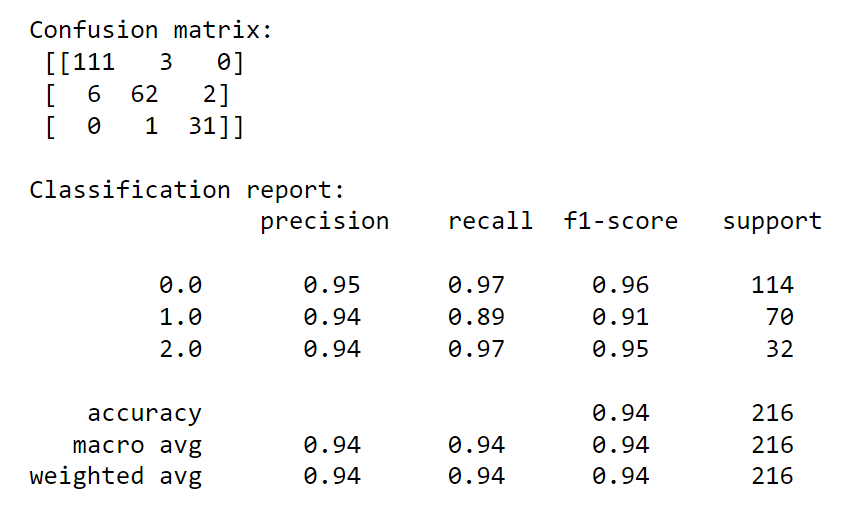 Confusion matrix:
[[111   3   0]
[  6  62   2]
[  0   1  31]]
Classification report:
precision    recall  f1-score   support
0.0       0.95      0.97      0.96       114
1.0       0.94      0.89      0.91        70
2.0       0.94      0.97      0.95        32
accuracy                           0.94       216
macro avg       0.94      0.94      0.94       216
weighted avg       0.94      0.94      0.94       216